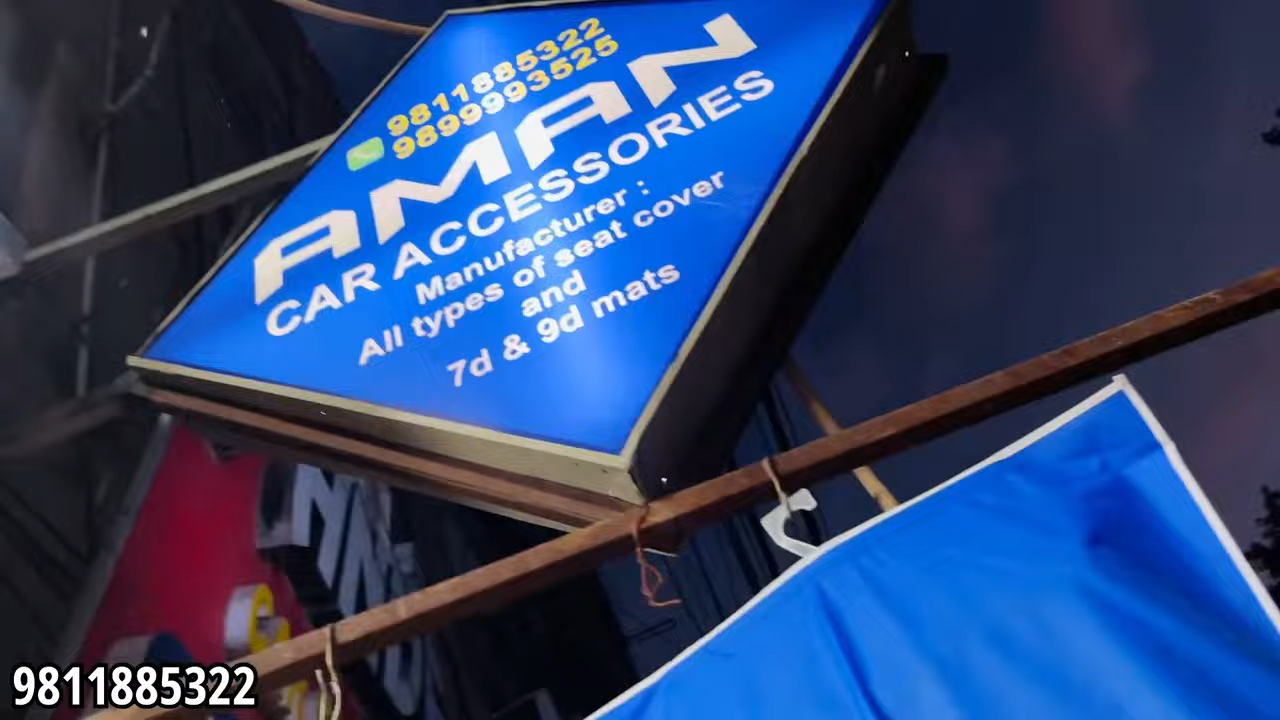 9811885322
9899993525
AMAN
CAR ACCESSORIES
Manufacturer :
All types of seat cover
and
7d & 9d mats
9811885322